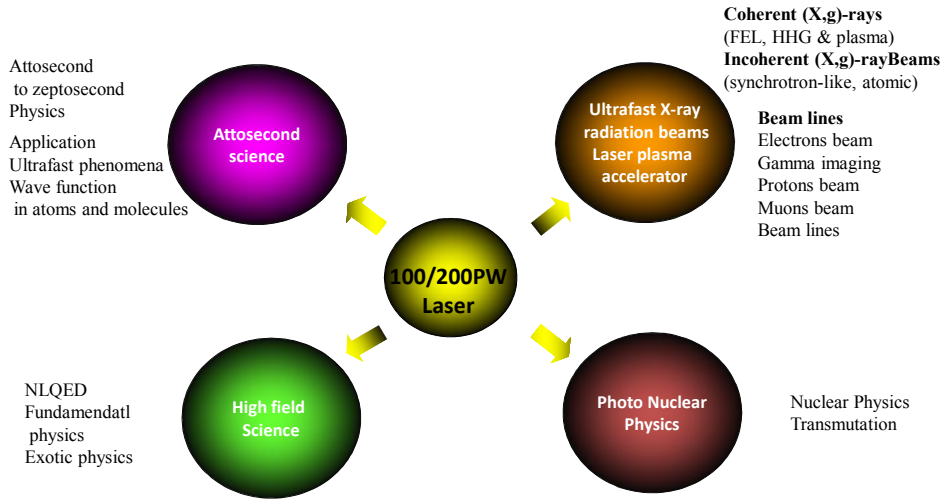 Coherent (X,g)-rays
(FEL, HHG & plasma)
Incoherent (X,g)-rayBeams
(synchrotron-like, atomic)
Attosecond
to zeptosecond
Physics
Application
Ultrafast phenomena
Wave function
in atoms and molecules
Attosecond
science
Ultrafast X-ray
radiation beams
Laser plasma
accelerator
Beam lines
Electrons beam
Gamma imaging
Protons beam
Muons beam
Beam lines
100/200PW
Laser
NLQED
Fundamendatl
physics
Exotic physics
High field
Science
Photo Nuclear
Physics
Nuclear Physics
Transmutation